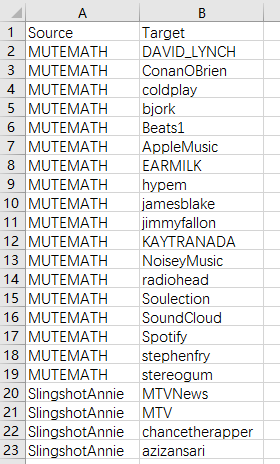 A B
1 Source Target
2 MUTEMATH DAVID_LYNCH
3 MUTEMATH ConanOBrien
4 MUTEMATH coldplay
5 MUTEMATH bjork
6 MUTEMATH Beats1
7 MUTEMATH AppleMusic
8 MUTEMATH EARMILK
9 MUTEMATH hypem
10 MUTEMATH jamesblake
11 MUTEMATH jimmyfallon
12 MUTEMATH KAYTRANADA
13 MUTEMATH NoiseyMusic
14 MUTEMATH radiohead
15 MUTEMATH Soulection
16 MUTEMATH SoundCloud
17 MUTEMATH Spotify
18 MUTEMATH stephenfry
19 MUTEMATH stereogum
20 SlingshotAnnie MTVNews
21 SlingshotAnnie MTV
22 SlingshotAnnie chancetherapper
23 SlingshotAnnie azizansari